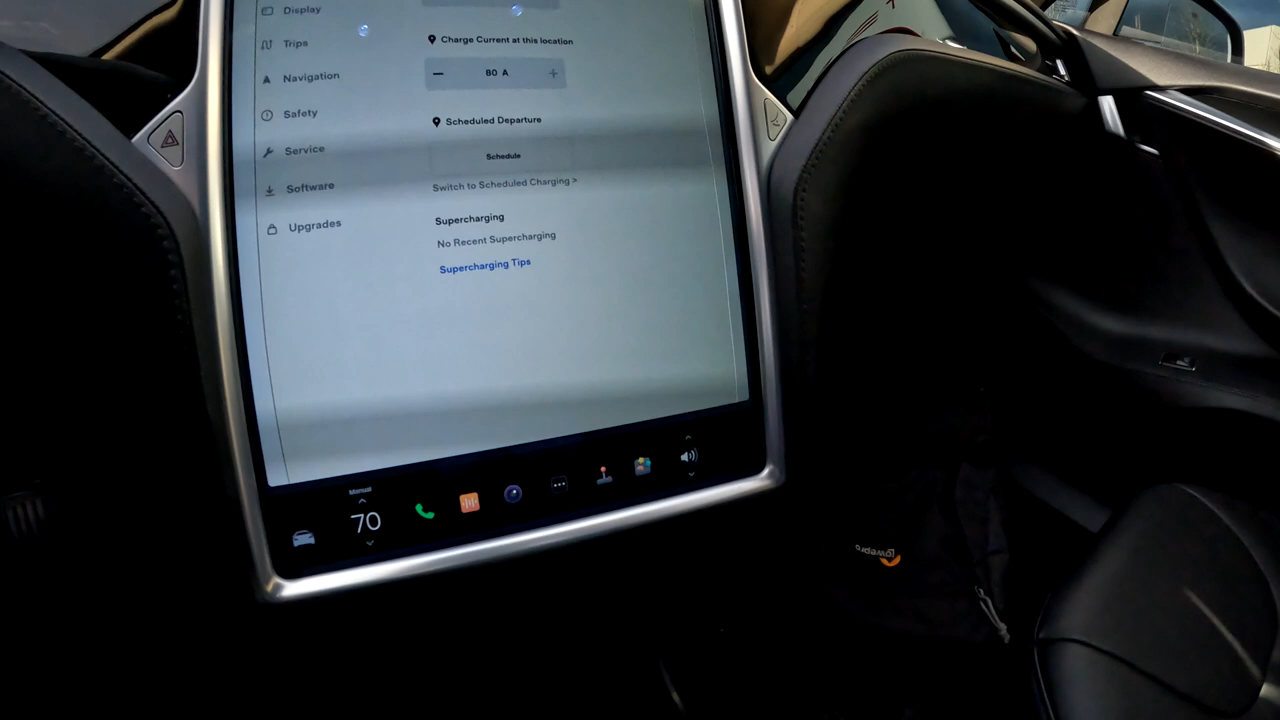 Display
Trips
Navigation
Safety
Service
Software
Upgrades
Charge Current at this location
− 80 A +
Scheduled Departure
Schedule
Switch to Scheduled Charging >
Supercharging
No Recent Supercharging
Supercharging Tips
Manual
70